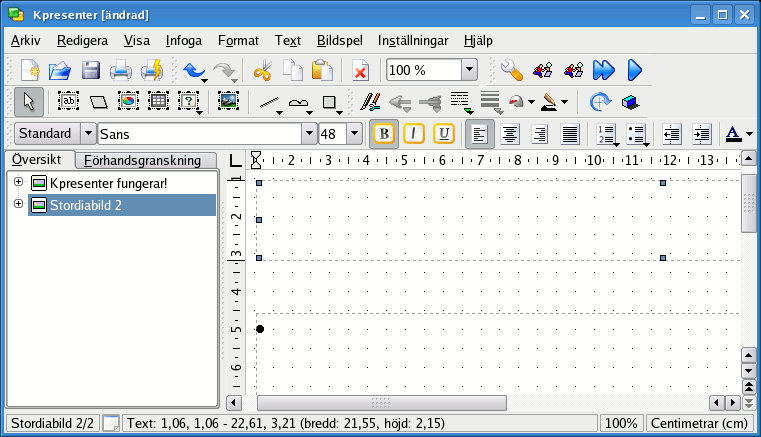 Kpresenter [ändrad]
Arkiv Redigera Visa Infoga Format Text Bildspel Inställningar Hjälp
100 %
ab ?
Standard Sans 48 B I U A
Översikt Förhandsgranskning
Kpresenter fungerar!
Stordiabild 2
2 3 4 5 6 7 8 9 10 11 12 13
1
2
3
4
5
6
Stordiabild 2/2 Text: 1,06, 1,06 - 22,61, 3,21 (bredd: 21,55, höjd: 2,15) 100% Centimetrar (cm)